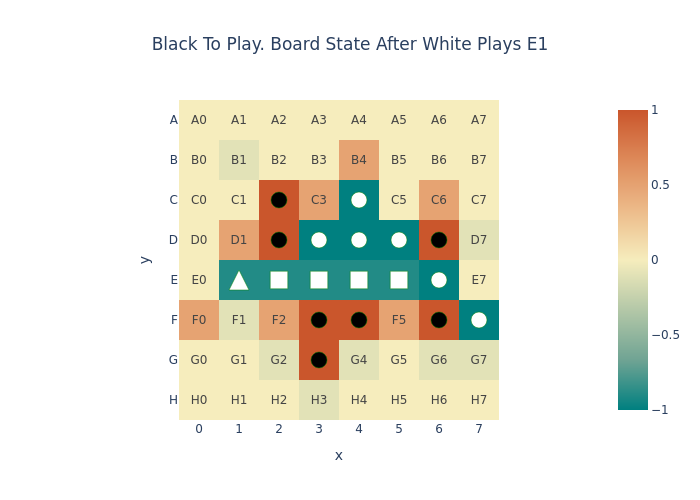 Black To Play. Board State After White Plays E1
A A0 A1 A2 A3 A4 A5 A6 A7
B B0 B1 B2 B3 B4 B5 B6 B7
C C0 C1 C3 C5 C6 C7
D D0 D1 D7
E E0 E7
F F0 F1 F2 F5
G G0 G1 G2 G4 G5 G6 G7
H H0 H1 H2 H3 H4 H5 H6 H7
0 1 2 3 4 5 6 7
x
y
1
0.5
0
−0.5
−1